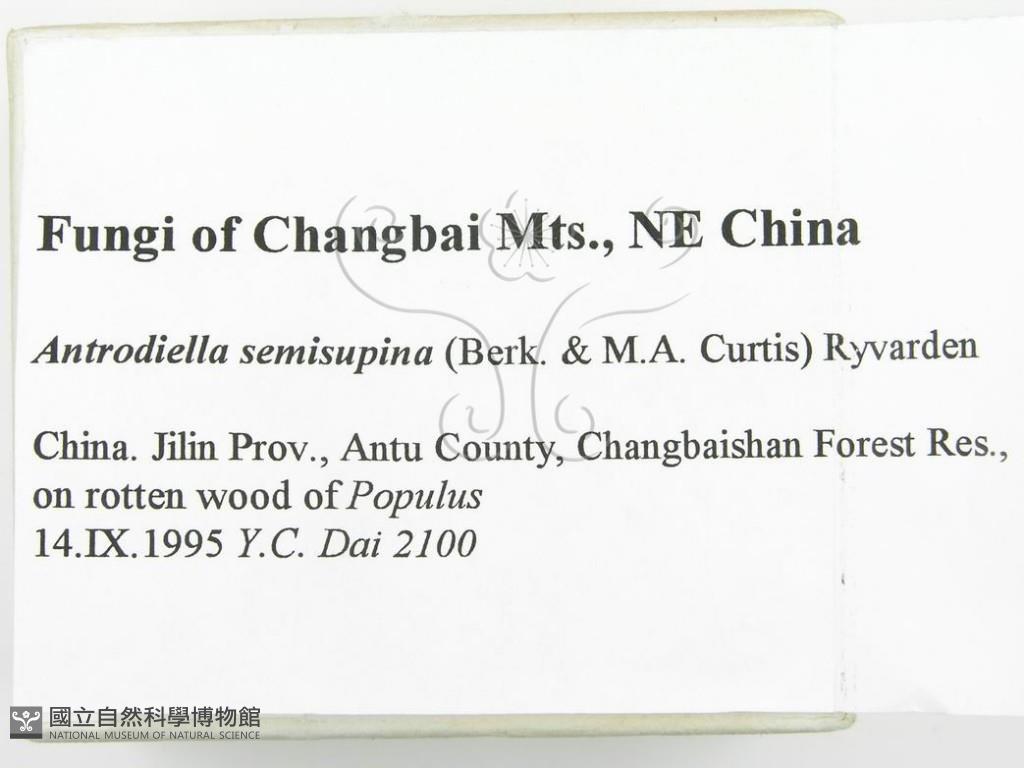 Fungi of Changbai Mts., NE China
Antrodiella semisupina (Berk. & M.A. Curtis) Ryvarden
China. Jilin Prov., Antu County, Changbaishan Forest Res.,
on rotten wood of Populus
14.IX.1995 Y.C. Dai 2100
國立自然科學博物館
NATIONAL MUSEUM OF NATURAL SCIENCE